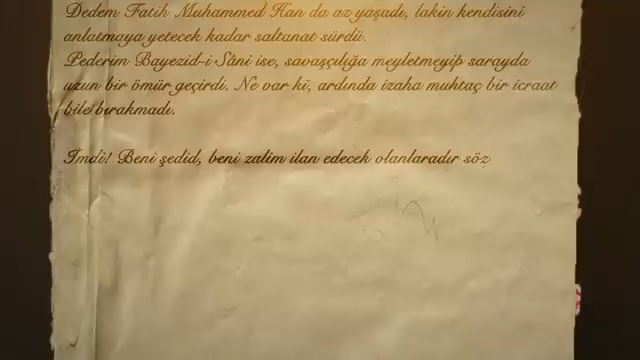 Dedem Fatih Muhammed Han da az yaşadı, lakin kendisini
anlatmaya yetecek kadar saltanat sürdü.
Pederim Bayezid-i Sâni ise, savaşçılığa meyletmeyip sarayda
uzun bir ömür geçirdi. Ne var ki, ardında izaha muhtaç bir icraat
bile bırakmadı.
İmdi! Beni şedid, beni zalim ilan edecek olanlaradır söz